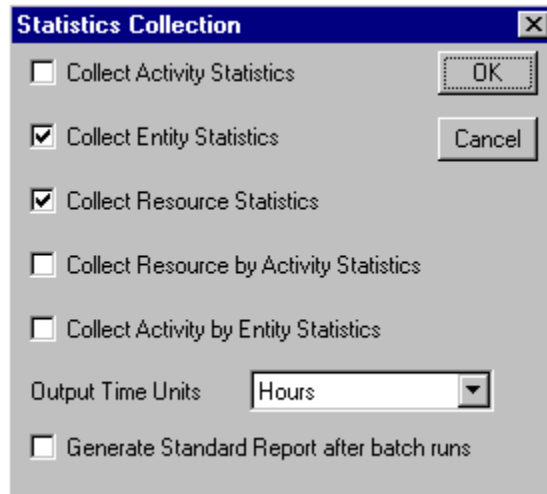 Statistics Collection
Collect Activity Statistics
OK
Collect Entity Statistics
Cancel
Collect Resource Statistics
Collect Resource by Activity Statistics
Collect Activity by Entity Statistics
Output Time Units Hours
Generate Standard Report after batch runs